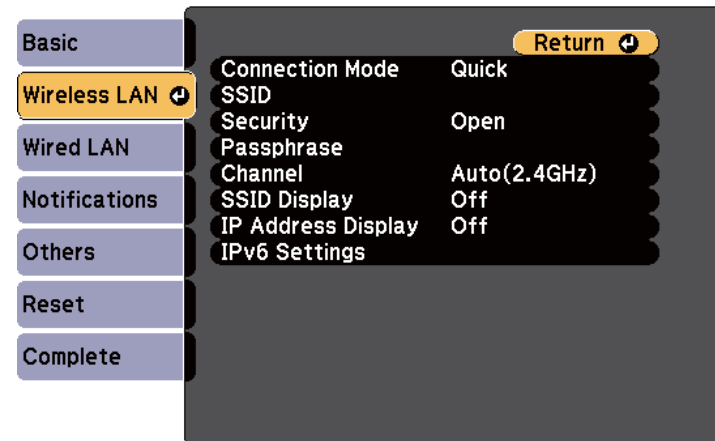 Basic
Wireless LAN
Wired LAN
Notifications
Others
Reset
Complete
Return
Connection Mode Quick
SSID
Security Open
Passphrase
Channel Auto(2.4GHz)
SSID Display Off
IP Address Display Off
IPv6 Settings